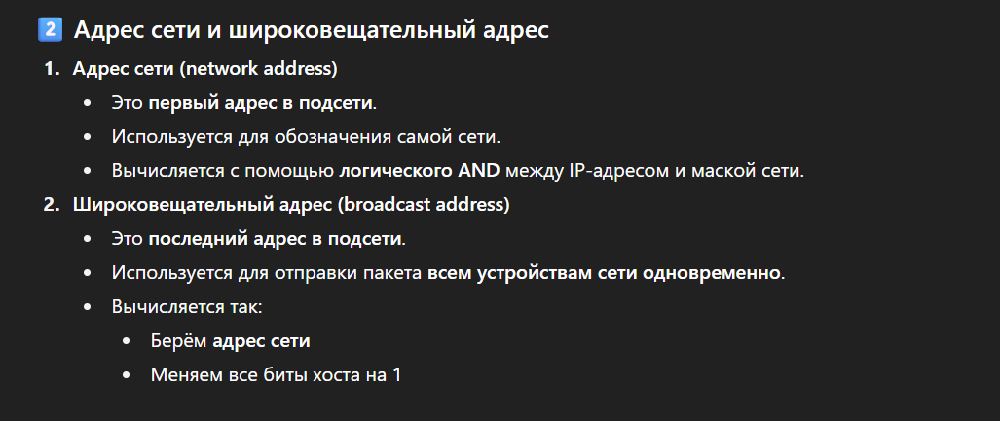 2 Адрес сети и широковещательный адрес
1. Адрес сети (network address)
• Это первый адрес в подсети.
• Используется для обозначения самой сети.
• Вычисляется с помощью логического AND между IP-адресом и маской сети.
2. Широковещательный адрес (broadcast address)
• Это последний адрес в подсети.
• Используется для отправки пакета всем устройствам сети одновременно.
• Вычисляется так:
• Берём адрес сети
• Меняем все биты хоста на 1